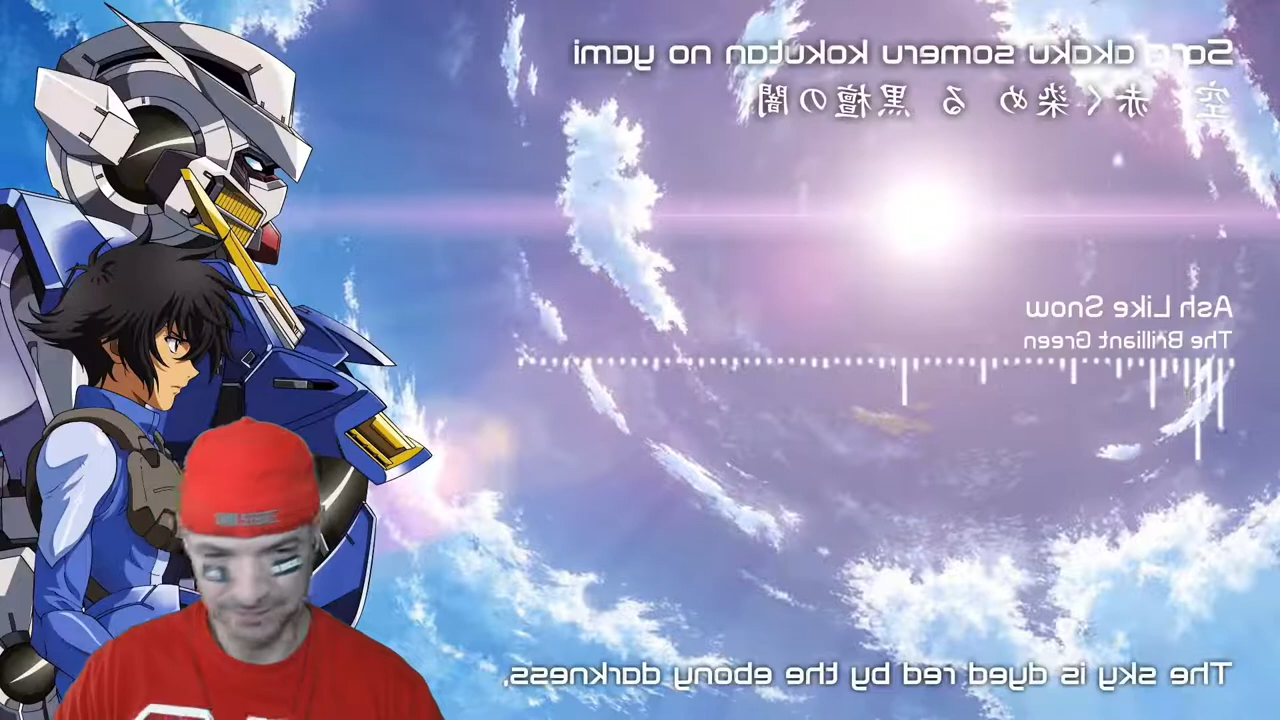 Sora akaku someru kokutan no yami
空 赤く染める 黒檀の闇
Ash Like Snow
The Brilliant Green
The sky is dyed red by the ebony darkness,